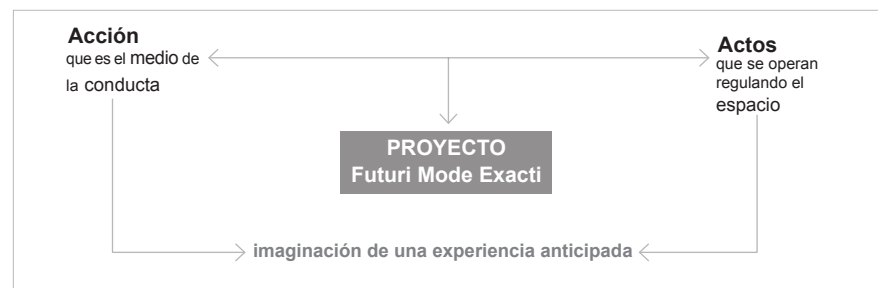 Acción
que es el medio de
la conducta
Actos
que se operan
regulando el
espacio
PROYECTO
Futuri Mode Exacti
imaginación de una experiencia anticipada